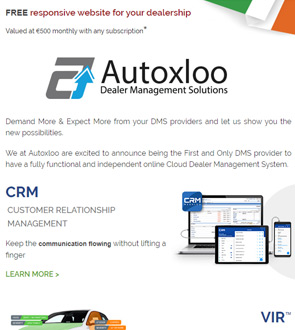 FREE responsive website for your dealership
Valued at €500 monthly with any subscription*
Autoxloo
Dealer Management Solutions
Demand More & Expect More from your DMS providers and let us show you the
new possibilities.
We at Autoxloo are excited to announce being the First and Only DMS provider to
have a fully functional and independent online Cloud Dealer Management System.
CRM
CUSTOMER RELATIONSHIP
MANAGEMENT
Keep the communication flowing without lifting a
finger
LEARN MORE >
CRM
VIR™